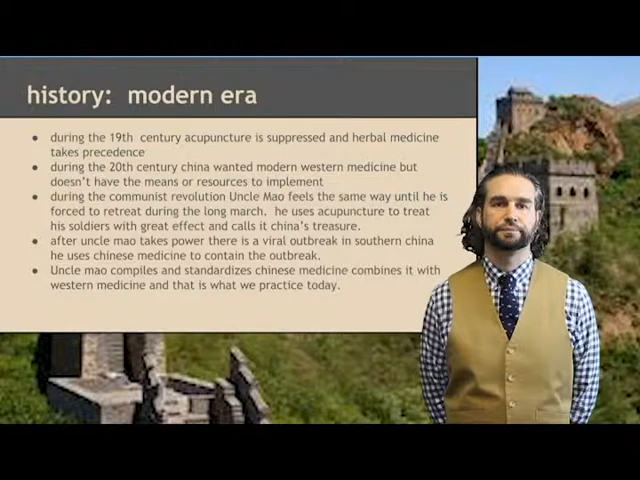 history: modern era
● during the 19th century acupuncture is suppressed and herbal medicine
takes precedence
● during the 20th century china wanted modern western medicine but
doesn't have the means or resources to implement
● during the communist revolution Uncle Mao feels the same way until he is
forced to retreat during the long march. he uses acupuncture to treat
his soldiers with great effect and calls it china's treasure.
● after uncle mao takes power there is a viral outbreak in southern china
he uses chinese medicine to contain the outbreak.
● Uncle mao compiles and standardizes chinese medicine combines it with
western medicine and that is what we practice today.